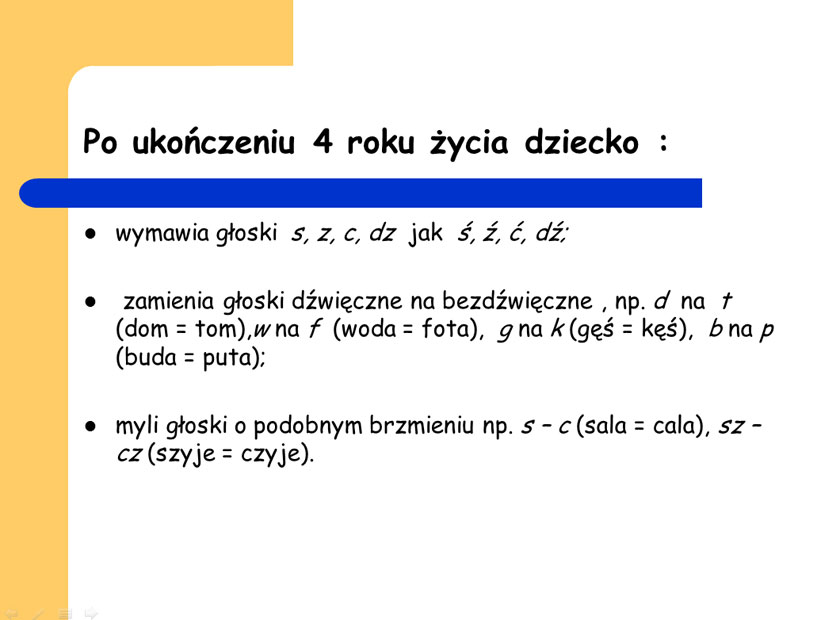 Po ukończeniu 4 roku życia dziecko :
● wymawia głoski s, z, c, dz jak ś, ź, ć, dź;
● zamienia głoski dźwięczne na bezdźwięczne , np. d na t
(dom = tom),w na f (woda = fota), g na k (gęś = kęś), b na p
(buda = puta);
● myli głoski o podobnym brzmieniu np. s – c (sala = cala), sz –
cz (szyje = czyje).